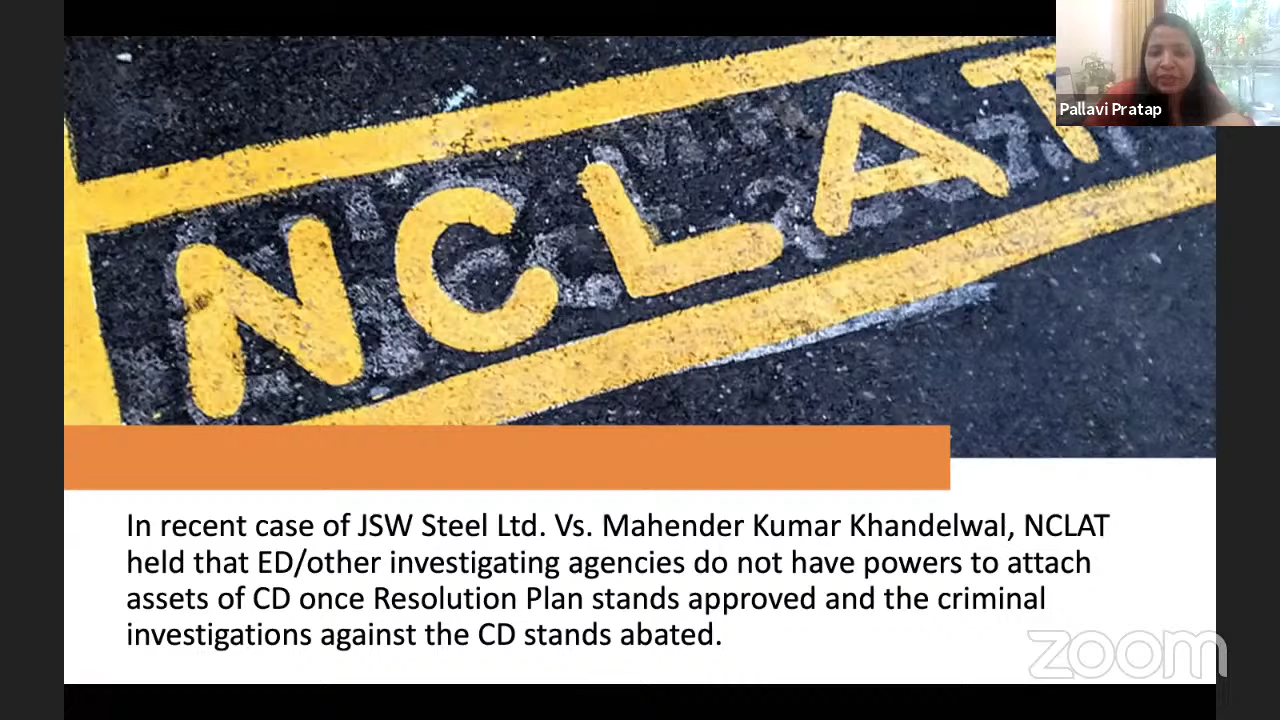 Pallavi Pratap
NCLAT
In recent case of JSW Steel Ltd. Vs. Mahender Kumar Khandelwal, NCLAT
held that ED/other investigating agencies do not have powers to attach
assets of CD once Resolution Plan stands approved and the criminal
investigations against the CD stands abated.
zoom